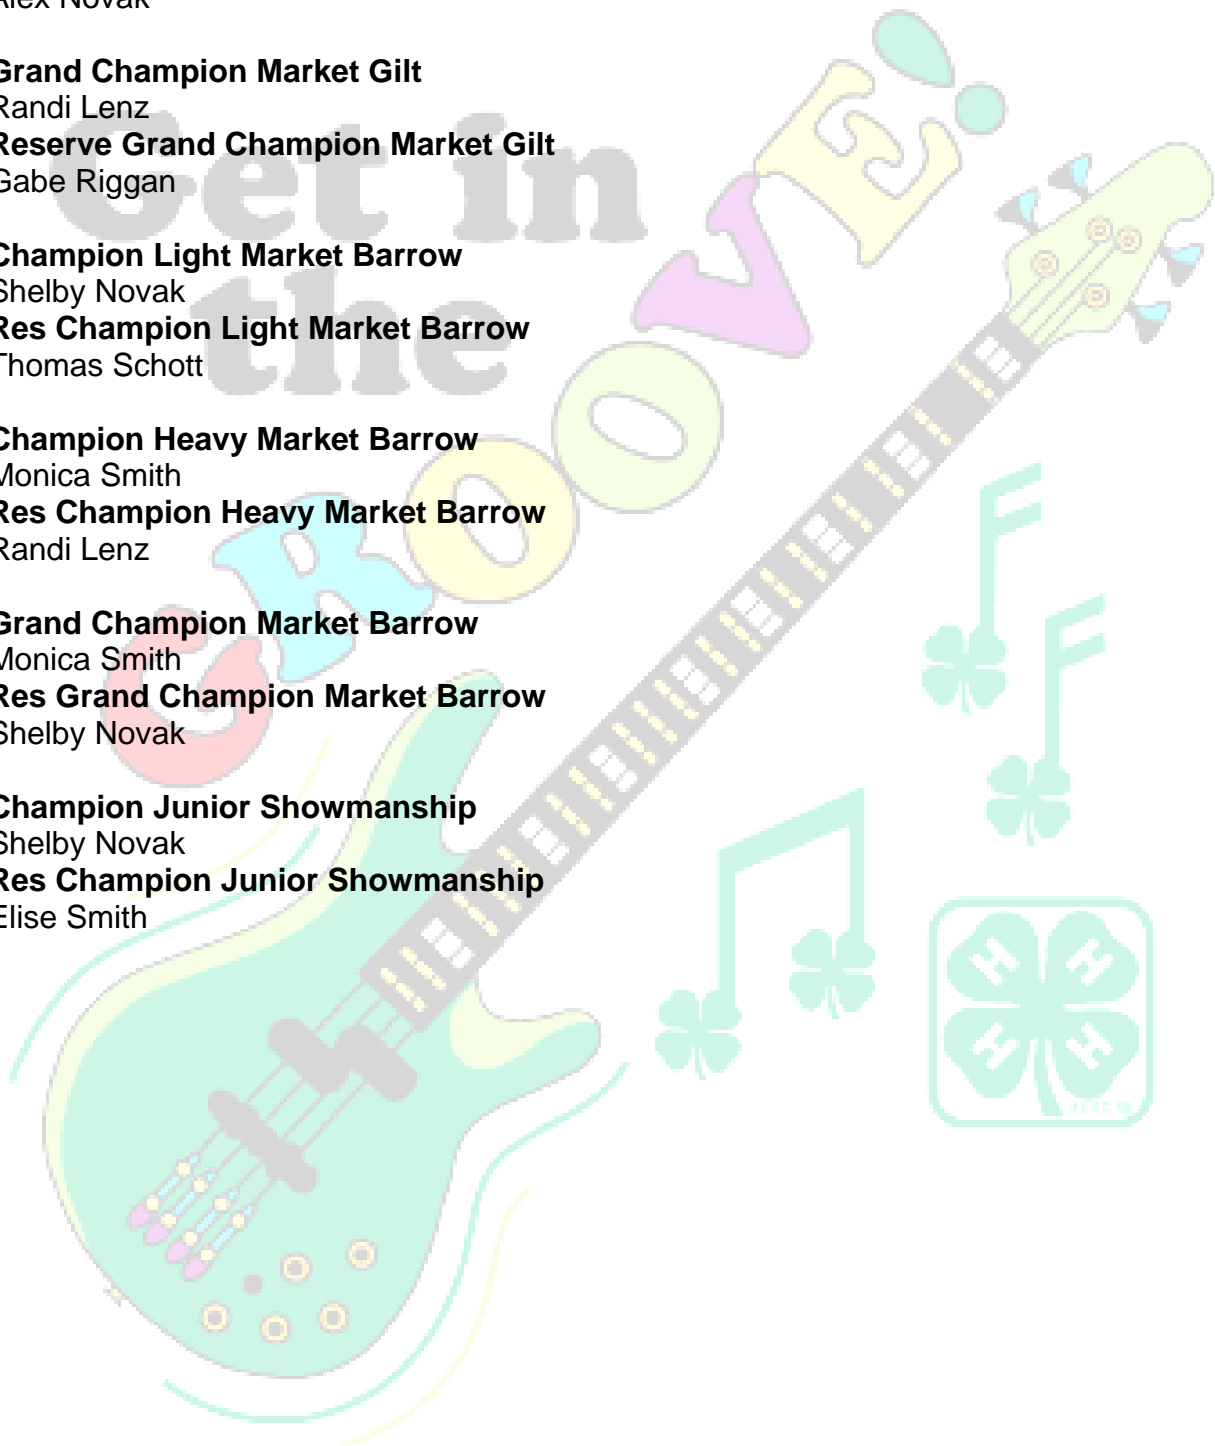 Alex Novak
Grand Champion Market Gilt
Randi Lenz
Reserve Grand Champion Market Gilt
Gabe Riggan
Champion Light Market Barrow
Shelby Novak
Res Champion Light Market Barrow
Thomas Schott
Champion Heavy Market Barrow
Monica Smith
Res Champion Heavy Market Barrow
Randi Lenz
Grand Champion Market Barrow
Monica Smith
Res Grand Champion Market Barrow
Shelby Novak
Champion Junior Showmanship
Shelby Novak
Res Champion Junior Showmanship
Elise Smith
Get in
the
GROOVE!
H H
H H